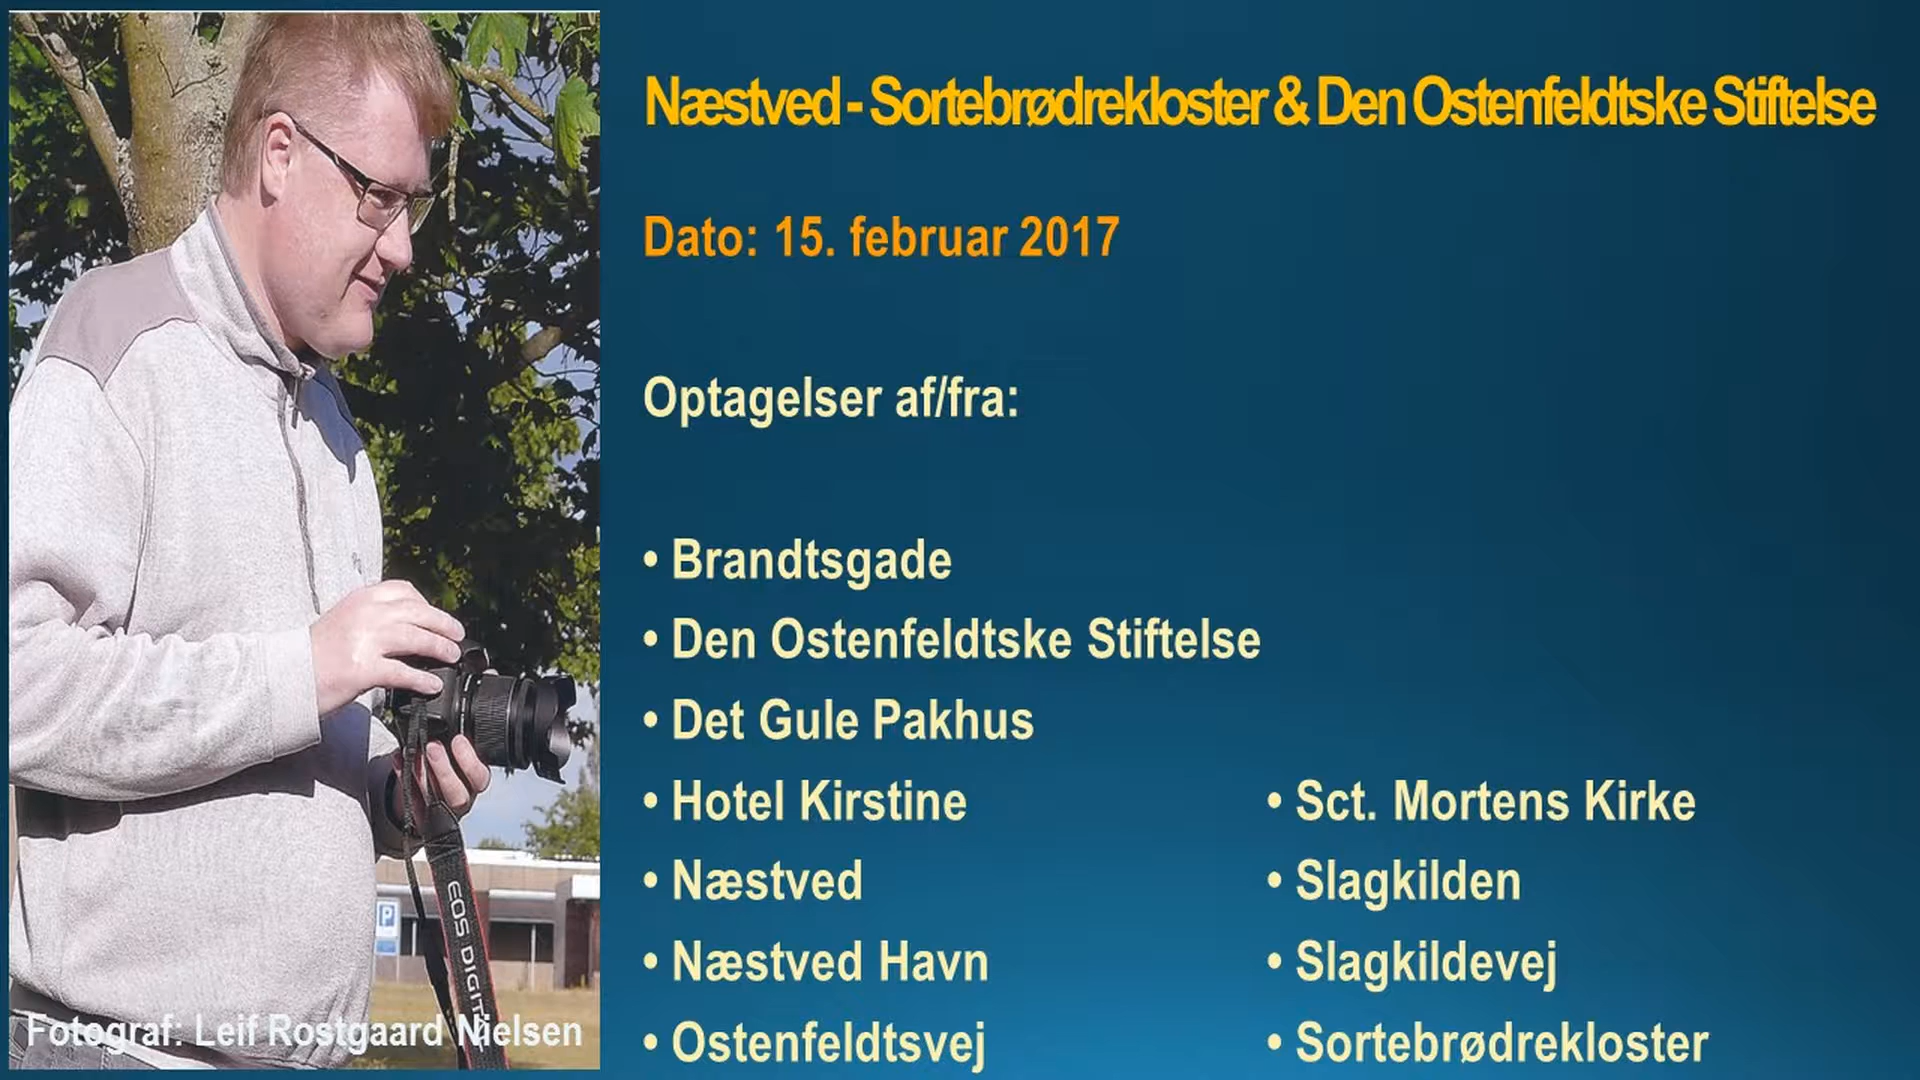 Næstved - Sortebrødrekloster & Den Ostenfeldtske Stiftelse
Dato: 15. februar 2017
Optagelser af/fra:
• Brandtsgade
• Den Ostenfeldtske Stiftelse
• Det Gule Pakhus
• Hotel Kirstine
• Næstved
• Næstved Havn
• Ostenfeldtsvej
• Sct. Mortens Kirke
• Slagkilden
• Slagkildevej
• Sortebrødrekloster
P
EOS DIGIT
Fotograf: Leif Rostgaard Nielsen